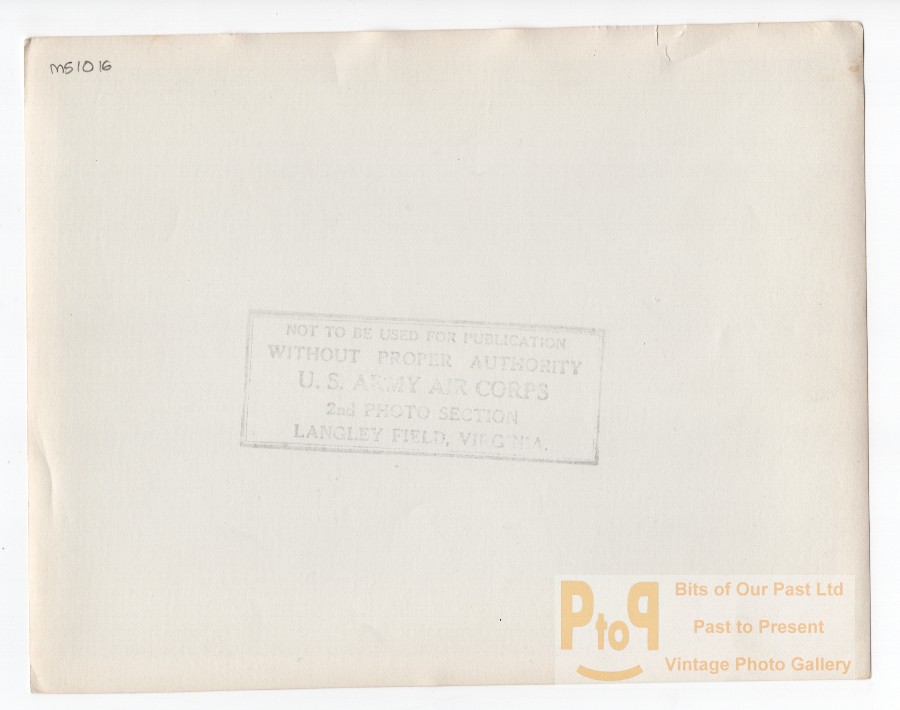 MS1016
NOT TO BE USED FOR PUBLICATION
WITHOUT PROPER AUTHORITY
U. S. ARMY AIR CORPS
2nd PHOTO SECTION
LANGLEY FIELD, VIRGINIA.
PtoP
Bits of Our Past Ltd
Past to Present
Vintage Photo Gallery